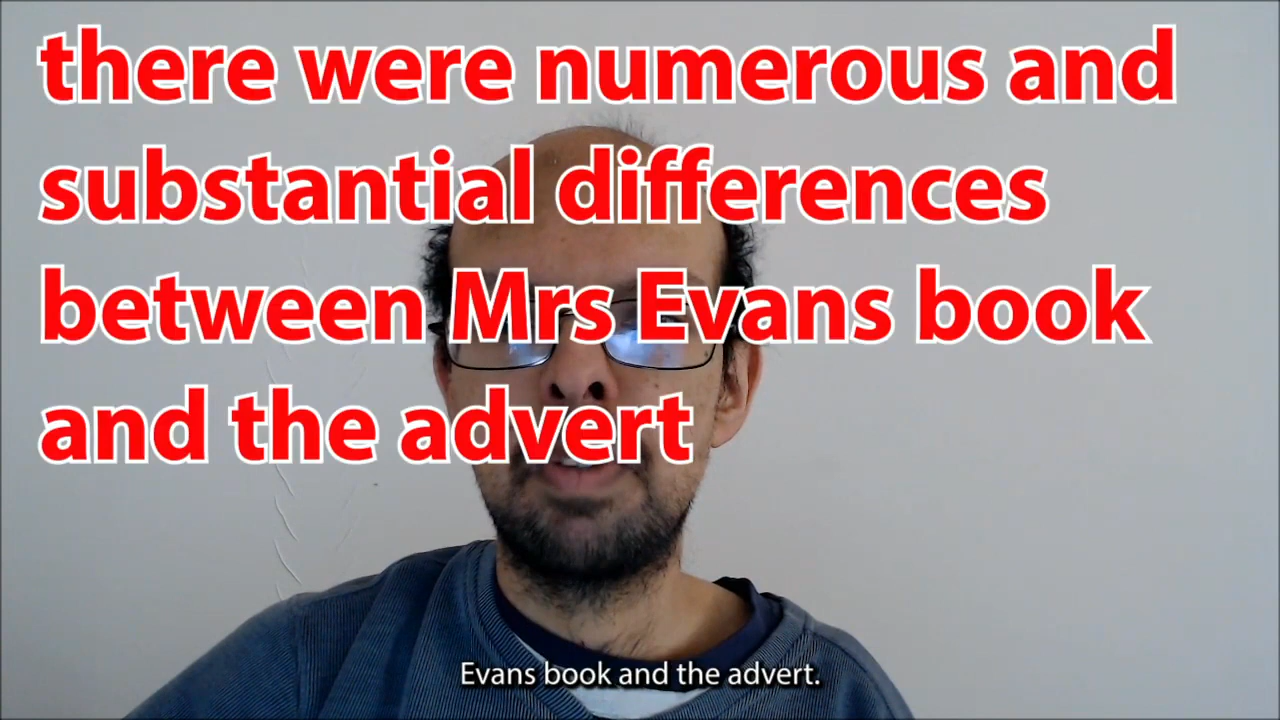 there were numerous and
substantial differences
between Mrs Evans book
and the advert
Evans book and the advert.